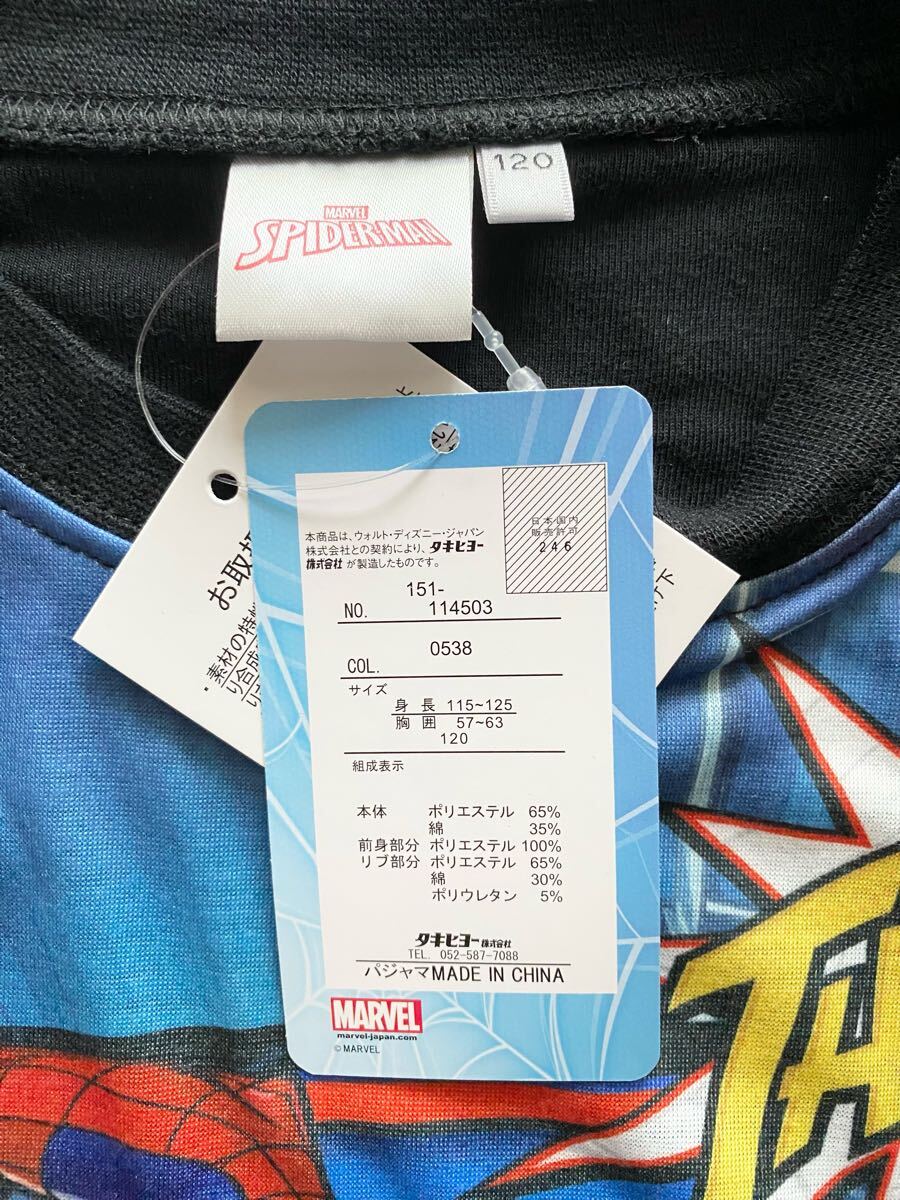 MARVEL
SPIDER-MAN
120
お取扱
・素材の特
り合成
本商品は、ウォルト・ディズニー・ジャパン
株式会社との契約により、タキヒヨー
株式会社が製造したものです。
日本国内
販売許可
246
151-
NO. 114503
COL. 0538
サイズ
身長 115~125
胸囲 57~63
120
組成表示
本体 ポリエステル 65%
綿 35%
前身部分 ポリエステル 100%
リブ部分 ポリエステル 65%
綿 30%
ポリウレタン 5%
タキヒヨー株式会社
TEL. 052-587-7088
パジャマMADE IN CHINA
MARVEL
marvel-japan.com
© MARVEL